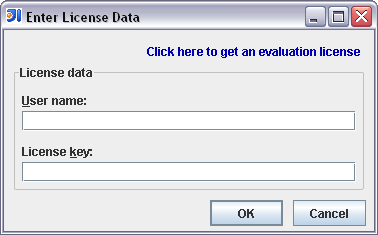 Enter License Data
Click here to get an evaluation license
License data
User name:
License key:
OK
Cancel